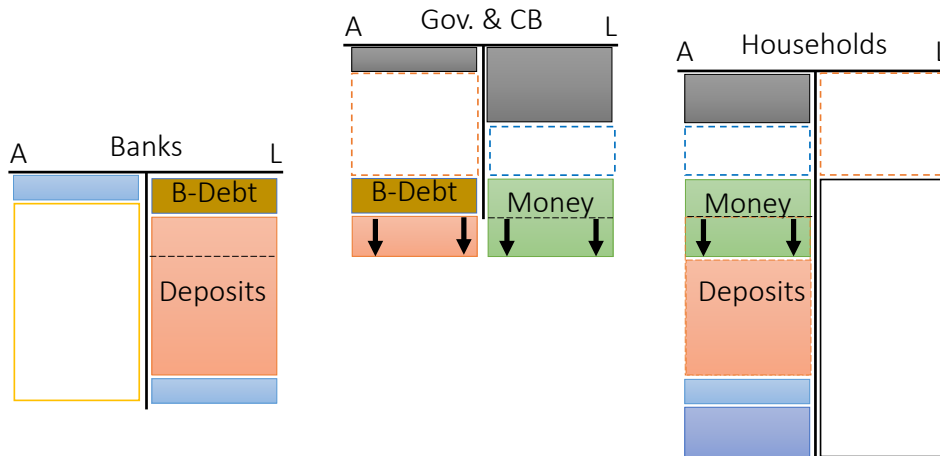 Gov. & CB
A L
Households
A L
Banks
A L
B-Debt
Deposits
B-Debt
Money
Money
Deposits